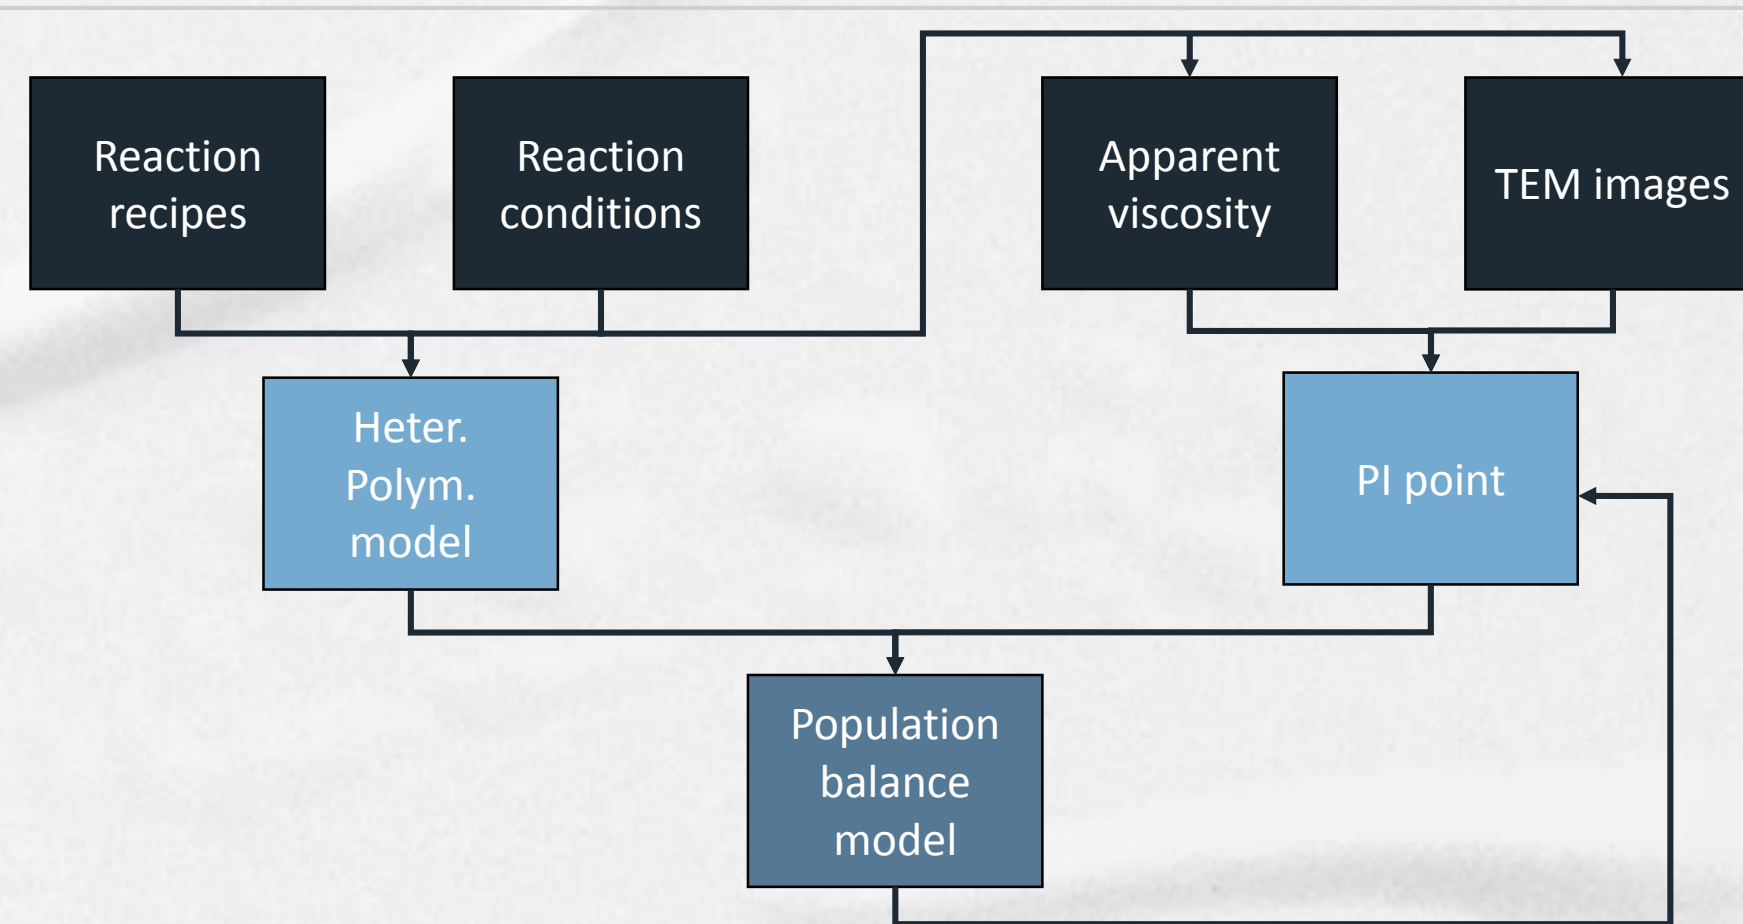 Reaction
recipes
Reaction
conditions
Apparent
viscosity
TEM images
Heter.
Polym.
model
PI point
Population
balance
model